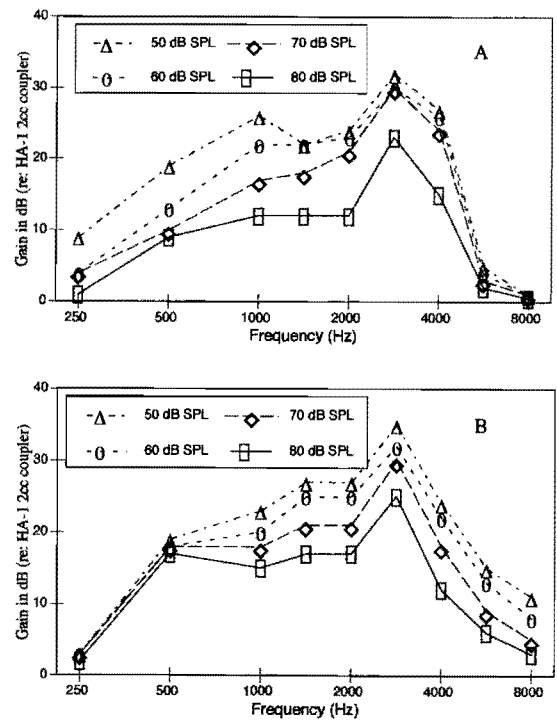 40
30
20
10
0
Gain in dB (re: HA-1 2cc coupler)
50 dB SPL
70 dB SPL
60 dB SPL
80 dB SPL
A
250
500
1000
2000
4000
8000
Frequency (Hz)
40
30
20
10
0
Gain in dB (re: HA-1 2cc coupler)
50 dB SPL
70 dB SPL
60 dB SPL
80 dB SPL
B
250
500
1000
2000
4000
8000
Frequency (Hz)